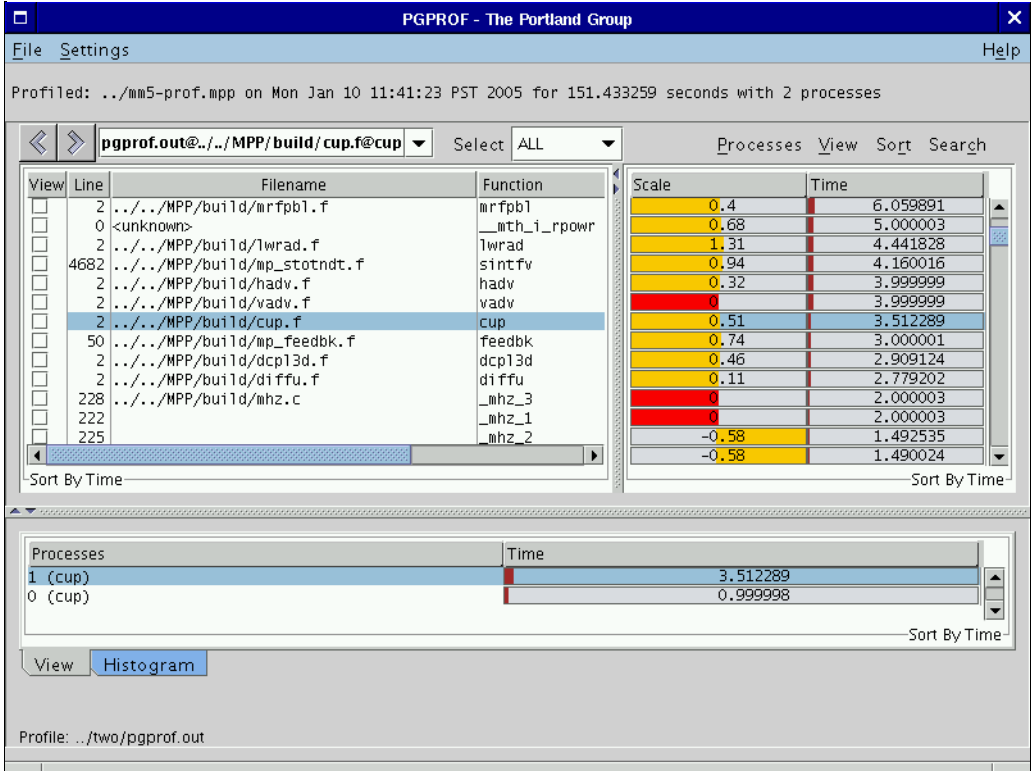 PGPROF - The Portland Group
File Settings Help
Profiled: ../mm5-prof.mpp on Mon Jan 10 11:41:23 PST 2005 for 151.433259 seconds with 2 processes
pgprof.out@../../MPP/build/cup.f@cup Select ALL Processes View Sort Search
View Line Filename Function Scale Time
2 ../../MPP/build/mrfpbl.f mrfpbl 0.4 6.059891
0 <unknown> __mth_i_rpowr 0.68 5.000003
2 ../../MPP/build/lwrad.f lwrad 1.31 4.441828
4682 ../../MPP/build/mp_stotndt.f sintfv 0.94 4.160016
2 ../../MPP/build/hadv.f hadv 0.32 3.999999
2 ../../MPP/build/vadv.f vadv 0 3.999999
2 ../../MPP/build/cup.f cup 0.51 3.512289
50 ../../MPP/build/mp_feedbk.f feedbk 0.74 3.000001
2 ../../MPP/build/dcpl3d.f dcpl3d 0.46 2.909124
2 ../../MPP/build/diffu.f diffu 0.11 2.779202
228 ../../MPP/build/mhz.c _mhz_3 0 2.000003
222 _mhz_1 0 2.000003
225 _mhz_2 -0.58 1.492535
-0.58 1.490024
Sort By Time Sort By Time
Processes Time
1 (cup) 3.512289
0 (cup) 0.999998
Sort By Time
View Histogram
Profile: ../two/pgprof.out